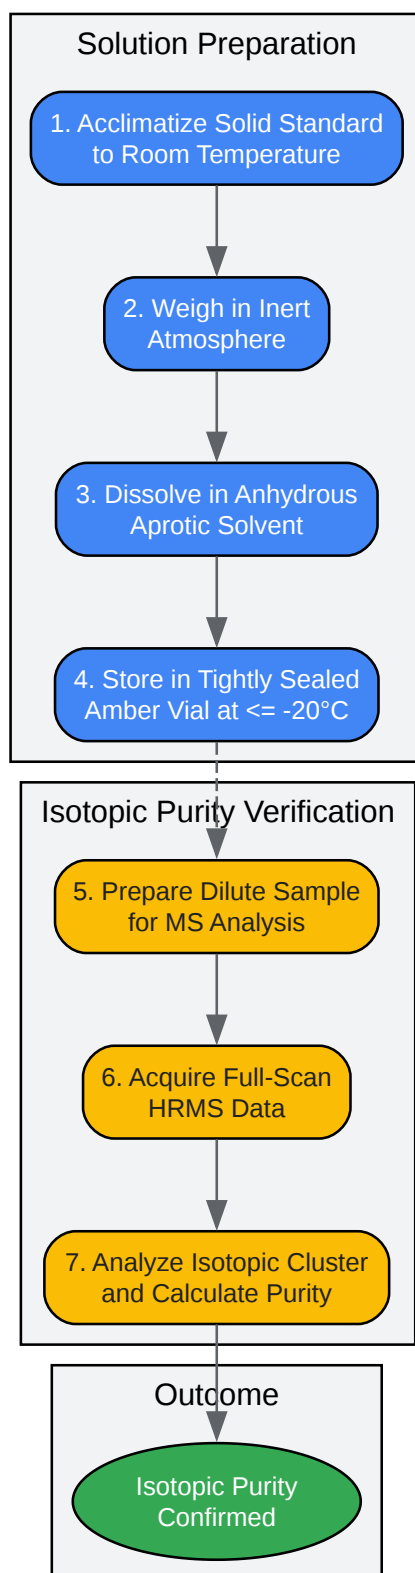 Solution Preparation
1. Acclimatize Solid Standard
to Room Temperature
2. Weigh in Inert
Atmosphere
3. Dissolve in Anhydrous
Aprotic Solvent
4. Store in Tightly Sealed
Amber Vial at <= -20°C
Isotopic Purity Verification
5. Prepare Dilute Sample
for MS Analysis
6. Acquire Full-Scan
HRMS Data
7. Analyze Isotopic Cluster
and Calculate Purity
Outcome
Isotopic Purity
Confirmed